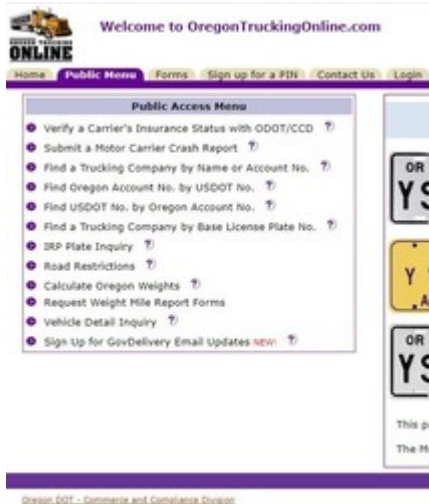 Welcome to OregonTruckingOnline.com
OREGON TRUCKING
ONLINE
Home Public Menu Forms Sign up for a PIN Contact Us Login
Public Access Menu
Verify a Carrier's Insurance Status with ODOT/CCD ?
Submit a Motor Carrier Crash Report ?
Find a Trucking Company by Name or Account No. ?
Find Oregon Account No. by USDOT No. ?
Find USDOT No. by Oregon Account No. ?
Find a Trucking Company by Base License Plate No. ?
IRP Plate Inquiry ?
Road Restrictions ?
Calculate Oregon Weights ?
Request Weight Mile Report Forms
Vehicle Detail Inquiry ?
Sign Up for GovDelivery Email Updates NEW! ?
OR
YS
Y
A
OR
YS
This p
The M
Oregon DOT - Commerce and Compliance Division